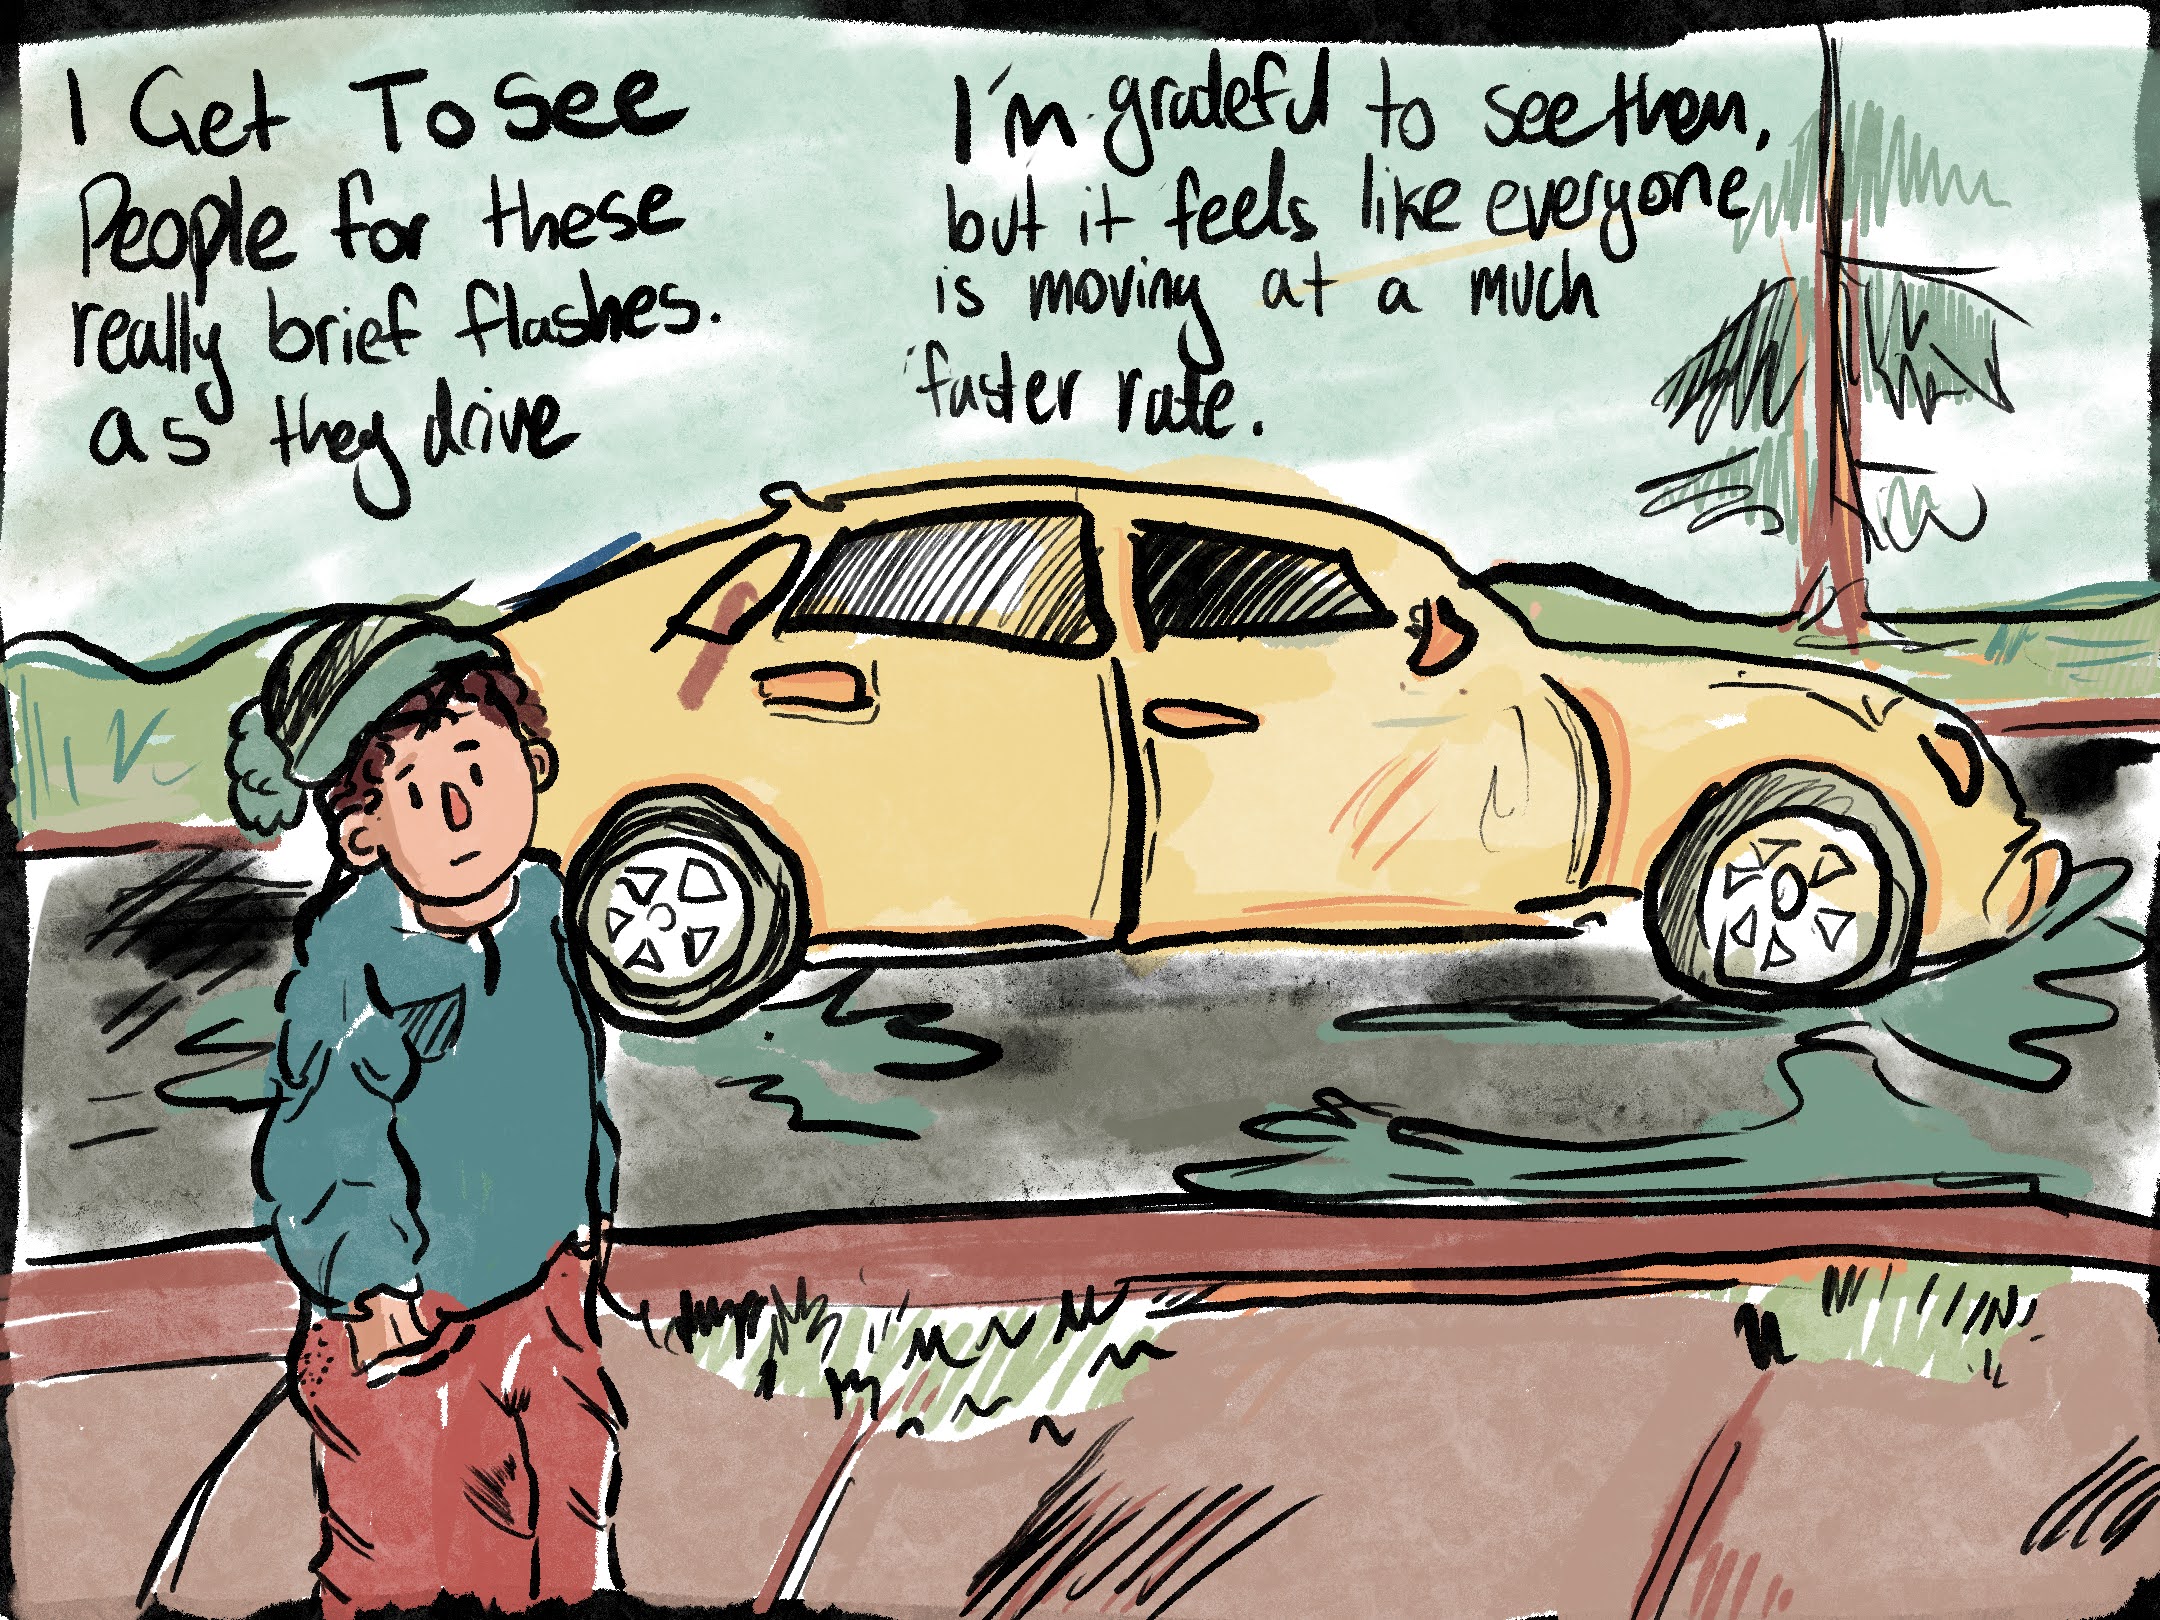 I Get To see
People for these
really brief flashes.
as they drive
I'm grateful to see them,
but it feels like everyone
is moving at a much
faster rate.